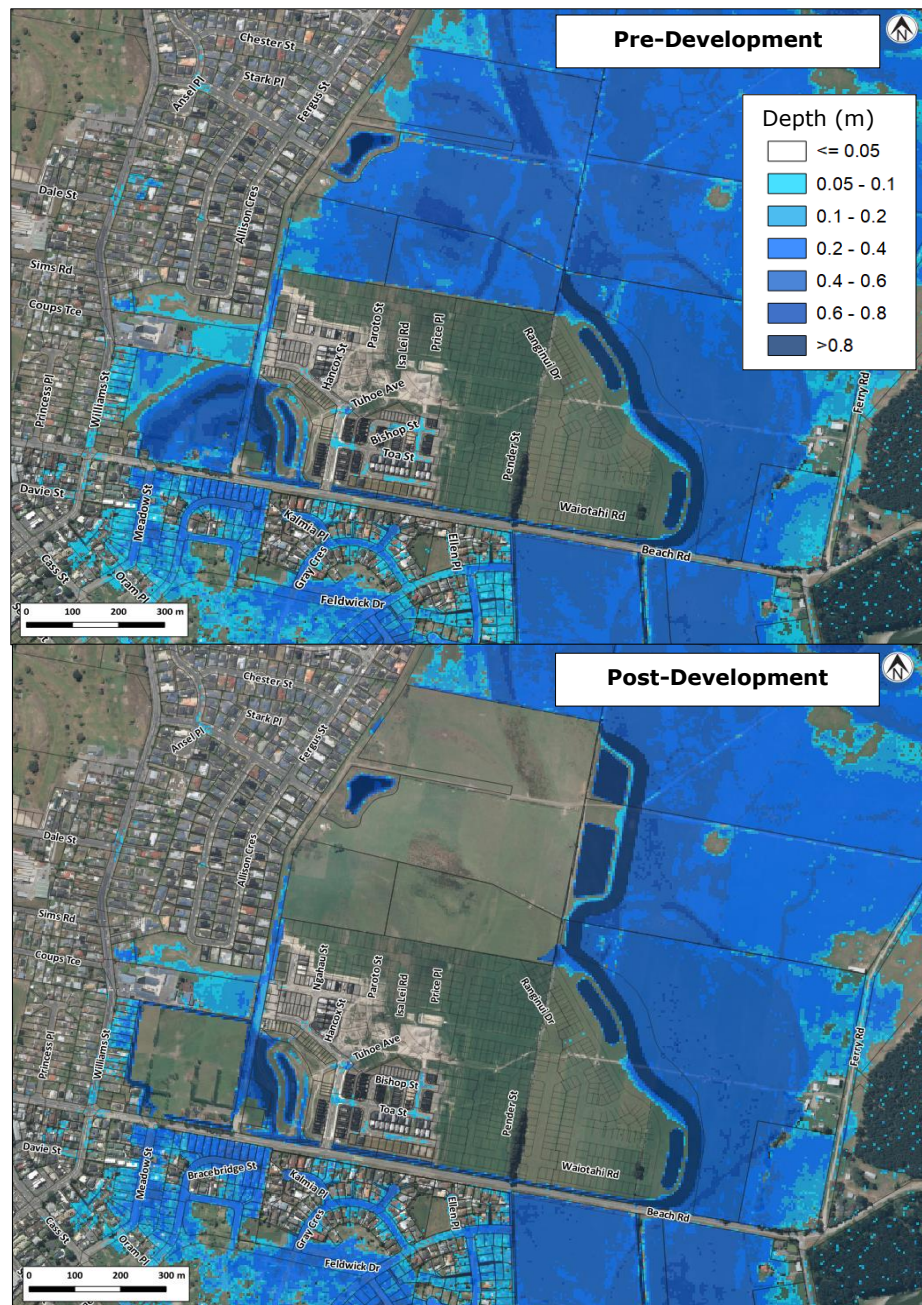 Pre-Development
N
Depth (m)
<= 0.05
0.05 - 0.1
0.1 - 0.2
0.2 - 0.4
0.4 - 0.6
0.6 - 0.8
>0.8
Chester St
Stark Pl
Ansel Pl
Fergus St
Dale St
Allison Cres
Sims Rd
Coups Tce
Princess Pl
Williams St
Hancox St
Paroto St
Isa Lei Rd
Price Pl
Ranginui Dr
Tuhoe Ave
Bishop St
Toa St
Pender St
Waiotahi Rd
Beach Rd
Ferry Rd
Davie St
Meadow St
Cass St
Oram Pl
Kalmia Pl
Gray Cres
Ellen Pl
Feldwick Dr
0 100 200 300 m
Post-Development
N
Chester St
Stark Pl
Ansel Pl
Fergus St
Dale St
Allison Cres
Sims Rd
Coups Tce
Princess Pl
Williams St
Ngahau St
Hancox St
Paroto St
Isa Lei Rd
Price Pl
Ranginui Dr
Tuhoe Ave
Bishop St
Toa St
Pender St
Waiotahi Rd
Beach Rd
Ferry Rd
Davie St
Meadow St
Bracebridge St
Cass St
Oram Pl
Kalmia Pl
Gray Cres
Ellen Pl
Feldwick Dr
0 100 200 300 m